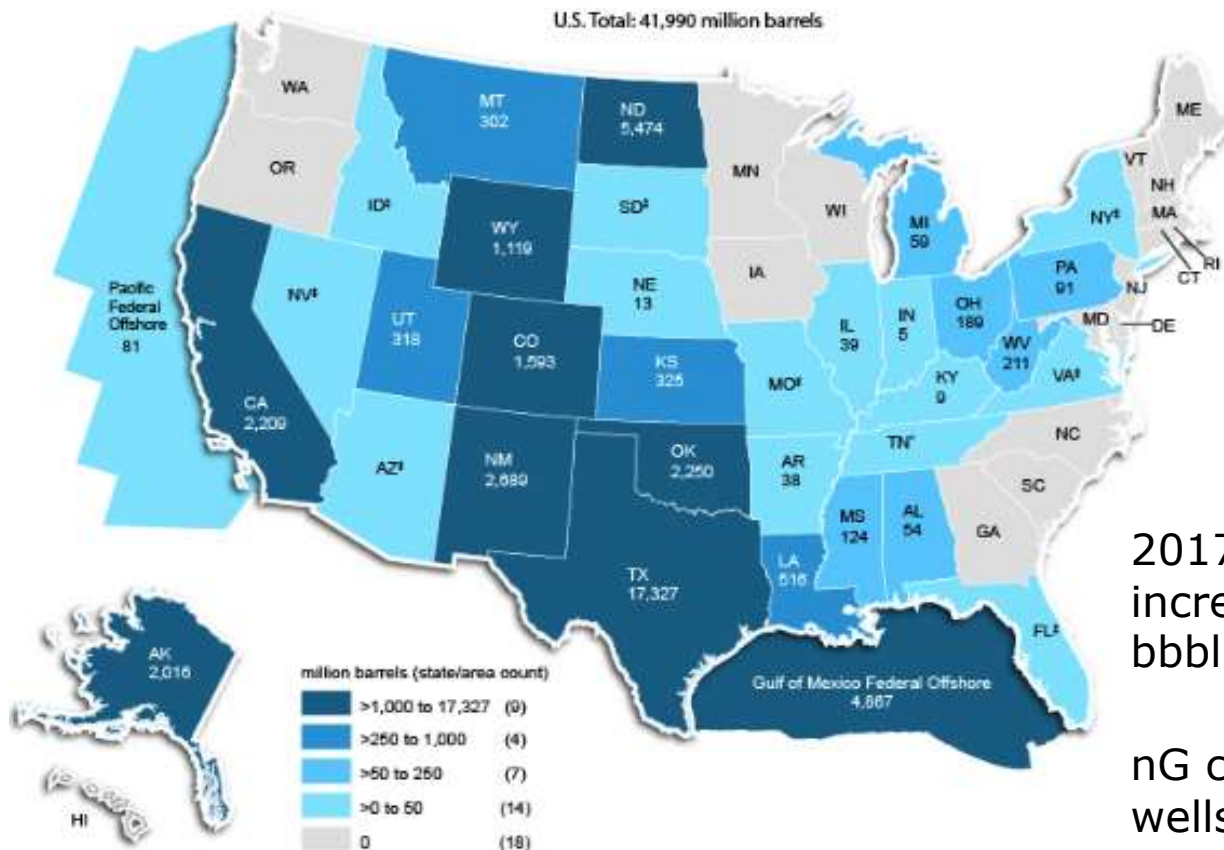 U.S. Total: 41,990 million barrels
WA
MT
302
ND
5,474
MN
ME
OR
ID‡
WY
1,119
SD‡
WI
MI
59
VT
NH
NY‡
MA
RI
CT
Pacific
Federal
Offshore
81
NV‡
UT
318
CO
1,593
NE
13
IA
IL
39
IN
5
OH
189
PA
91
NJ
MD
DE
WV
211
VA‡
CA
2,209
KS
325
MO‡
KY
9
AZ‡
NM
2,689
OK
2,250
AR
38
TN
NC
SC
MS
124
AL
54
GA
TX
17,327
LA
516
FL
2017
incre
bbbl
AK
2,016
HI
Gulf of Mexico Federal Offshore
million barrels (state/area count)
>1,000 to 17,327 (9)
>250 to 1,000 (4)
>50 to 250 (7)
>0 to 50 (14)
0 (18)
nG c
wells